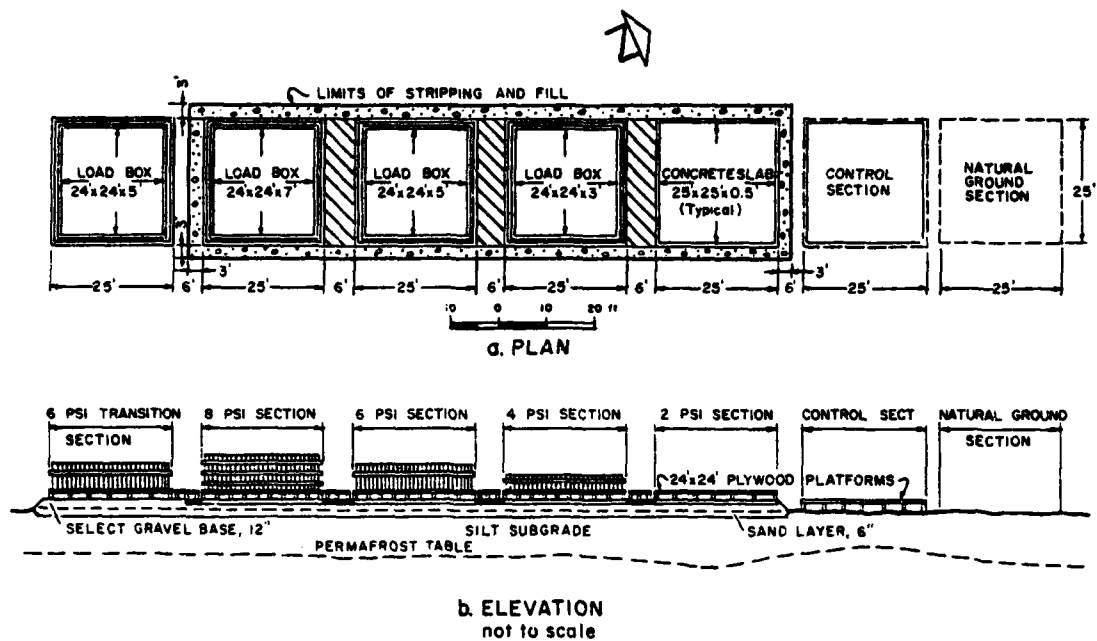 LIMITS OF STRIPPING AND FILL
3'
LOAD BOX
24'x24'x5'
LOAD BOX
24'x24'x7'
LOAD BOX
24'x24'x5'
LOAD BOX
24'x24'x3'
CONCRETE SLAB
25'x25'x0.5'
(Typical)
CONTROL
SECTION
NATURAL
GROUND
SECTION
25'
3'
3'
3'
25'
6'
25'
6'
25'
6'
25'
6'
25'
6'
25'
25'
10 0 10 20 ft
a. PLAN
6 PSI TRANSITION
SECTION
8 PSI SECTION
6 PSI SECTION
4 PSI SECTION
2 PSI SECTION
CONTROL SECT
NATURAL GROUND
SECTION
24'x24' PLYWOOD PLATFORMS
SELECT GRAVEL BASE, 12"
SILT SUBGRADE
SAND LAYER, 6"
PERMAFROST TABLE
b. ELEVATION
not to scale